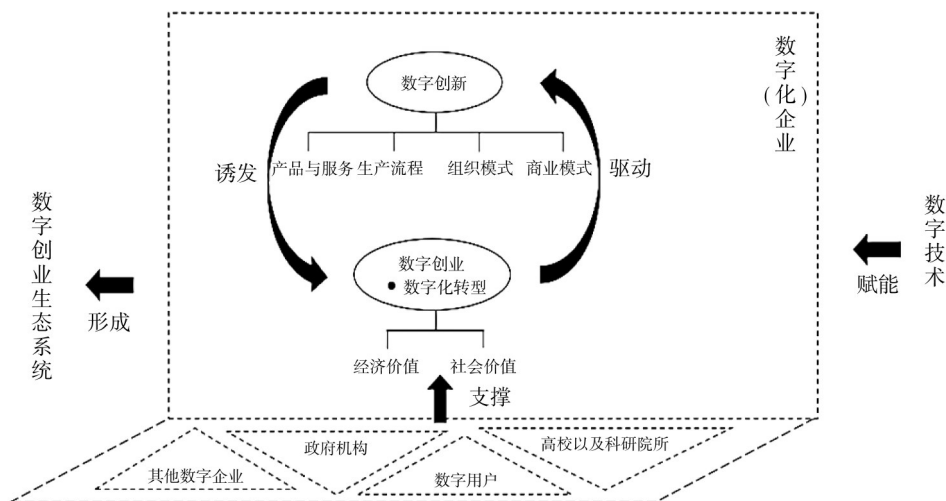 数字(化)企业
数字创新
产品与服务 生产流程 组织模式 商业模式
诱发
驱动
数字创业
• 数字化转型
经济价值 社会价值
支撑
数字技术
赋能
数字创业生态系统
形成
政府机构
高校以及科研院所
其他数字企业
数字用户